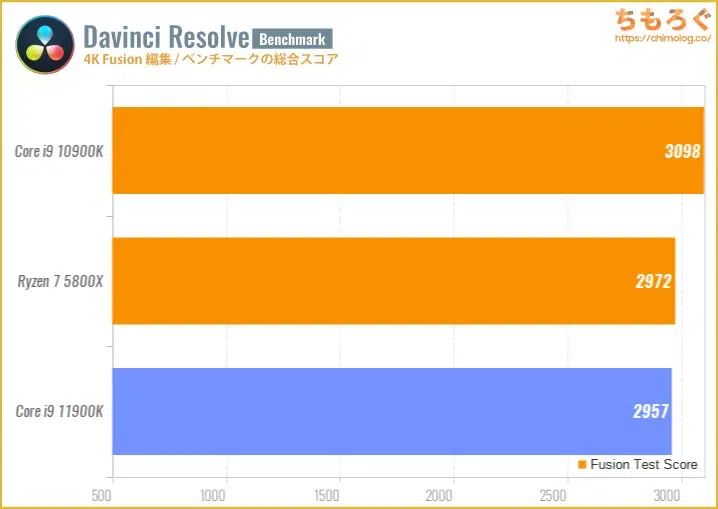 Davinci Resolve Benchmark
4K Fusion 編集 / ベンチマークの総合スコア
ちもろぐ
https://chimolog.co/
Core i9 10900K 3098
Ryzen 7 5800X 2972
Core i9 11900K 2957
Fusion Test Score
500 1000 1500 2000 2500 3000